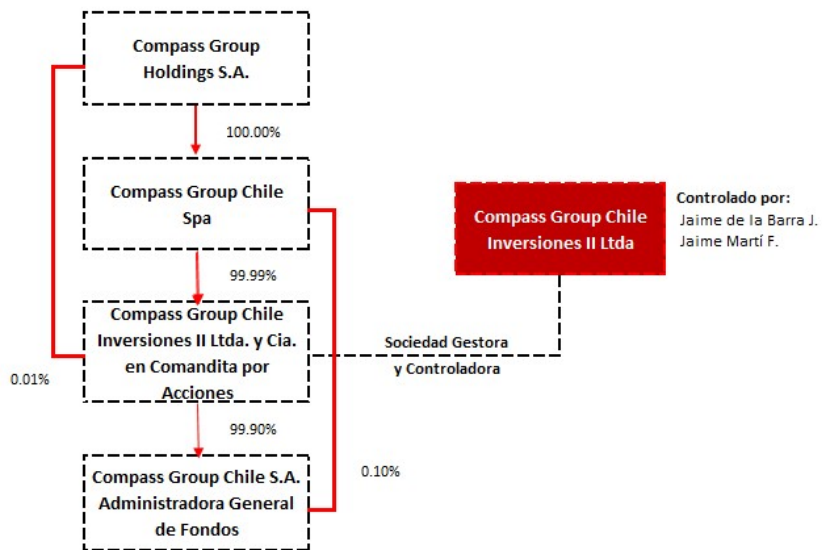 Compass Group
Holdings S.A.
100.00%
Compass Group Chile
Spa
Compass Group Chile
Inversiones II Ltda
Controlado por:
Jaime de la Barra J.
Jaime Martí F.
99.99%
Compass Group Chile
Inversiones II Ltda. y Cia.
en Comandita por
Acciones
Sociedad Gestora
y Controladora
0.01%
99.90%
Compass Group Chile S.A.
Administradora General
de Fondos
0.10%